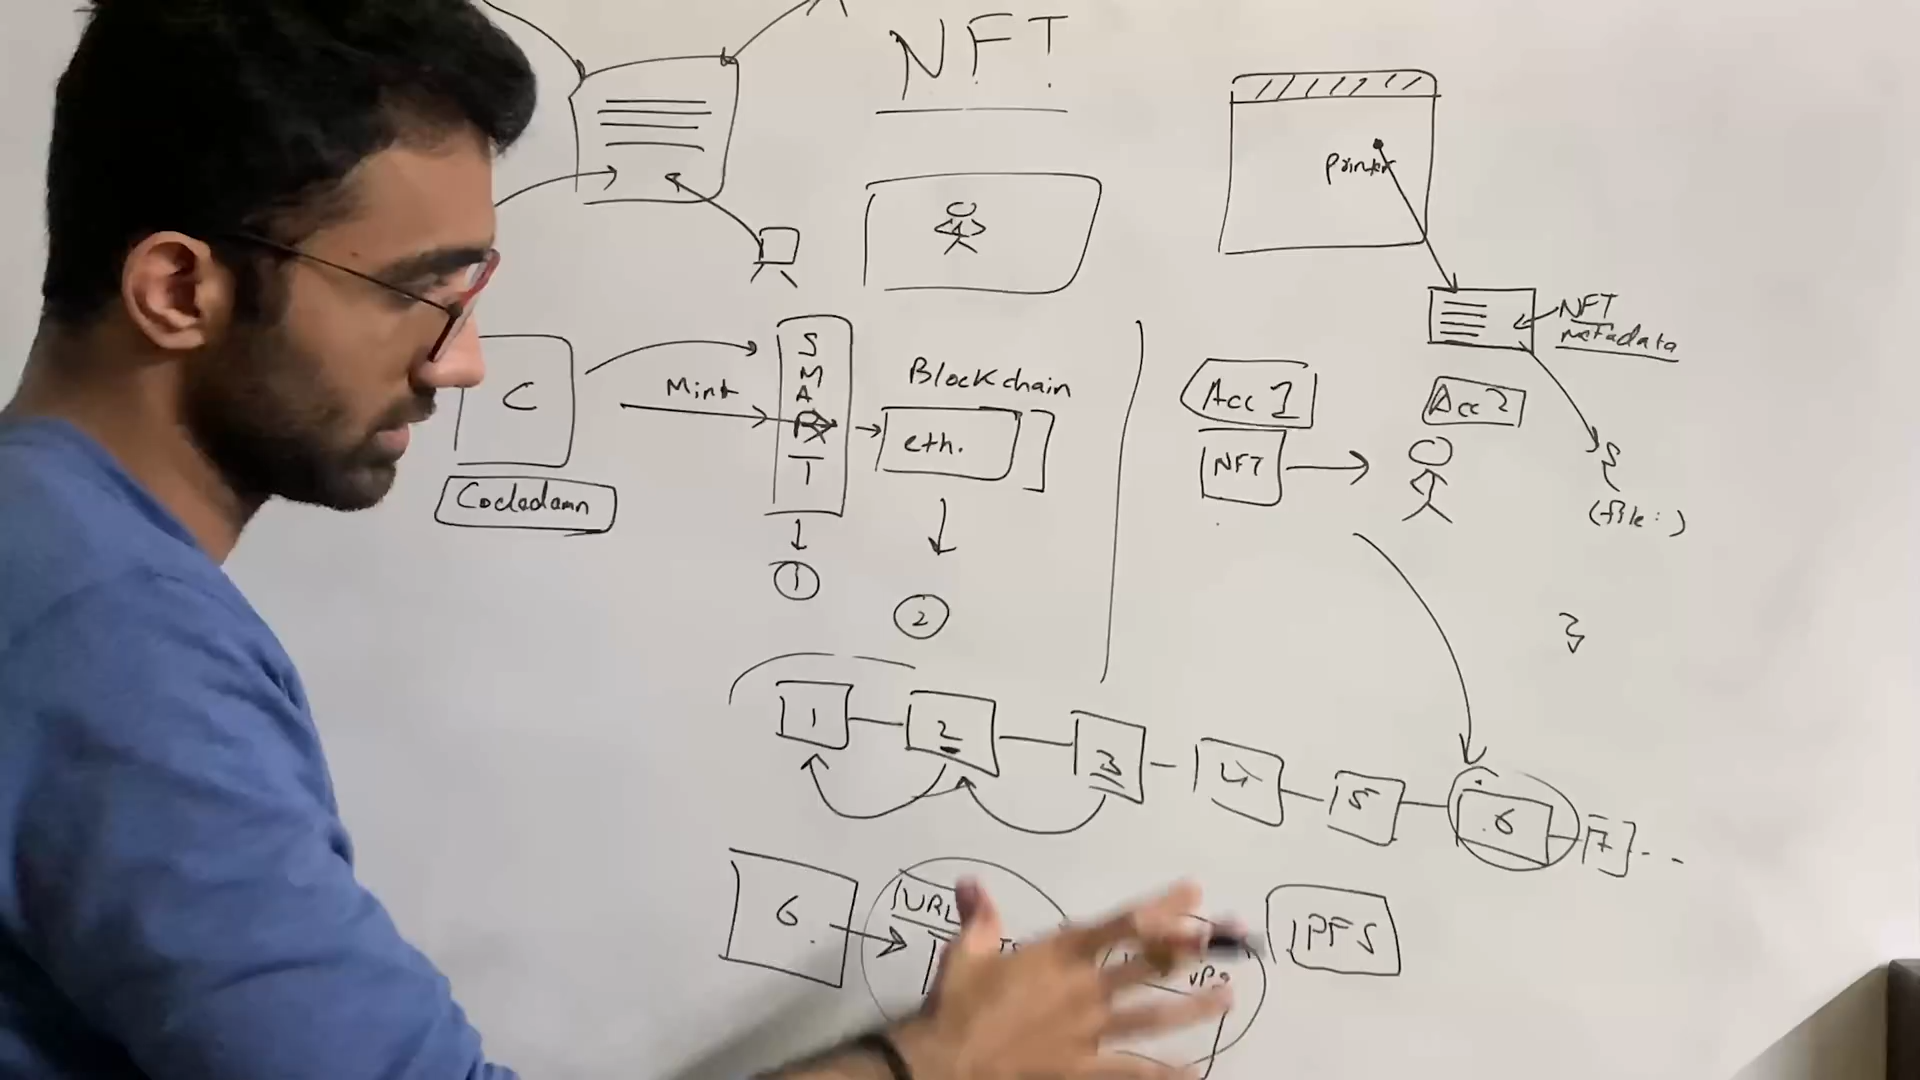 NFT
Pointer
NFT
metadata
C
Mint
SMART
Blockchain
eth.
Acc 1
Acc 2
NFT
Codedamn
{
(file: )
}
1
2
1
2
3
4
5
6
7
...
6
URL
IPFS